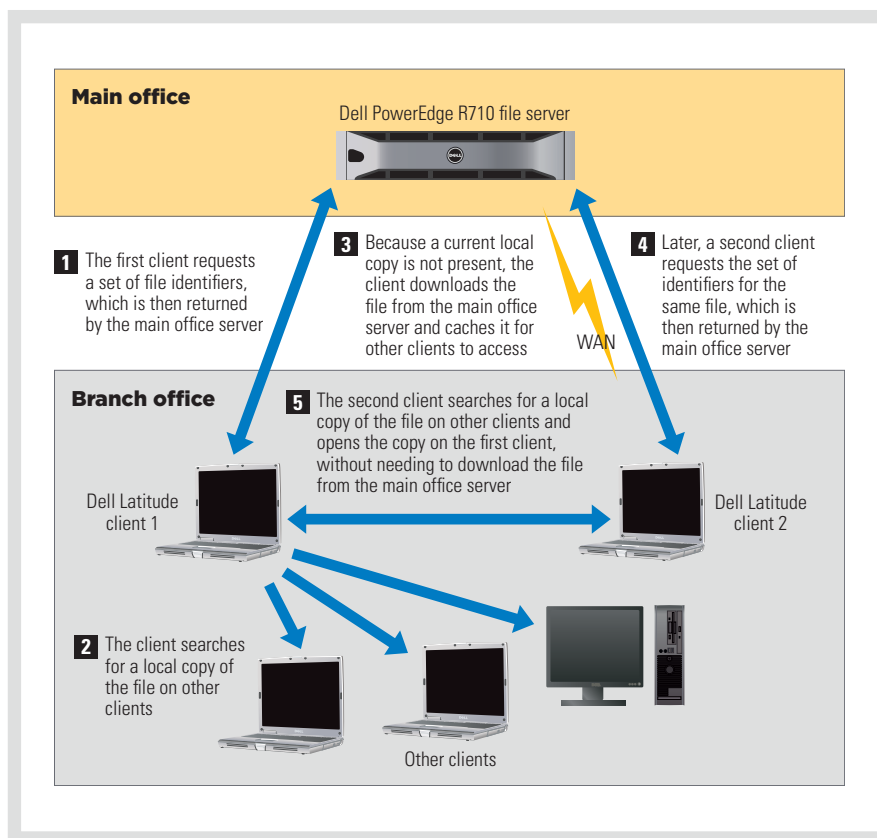 Main office
Dell PowerEdge R710 file server
DELL
1 The first client requests
a set of file identifiers,
which is then returned
by the main office server
3 Because a current local
copy is not present, the
client downloads the
file from the main office
server and caches it for
other clients to access
WAN
4 Later, a second client
requests the set of
identifiers for the
same file, which is
then returned by the
main office server
Branch office
5 The second client searches for a local
copy of the file on other clients and
opens the copy on the first client,
without needing to download the file
from the main office server
Dell Latitude
client 1
Dell Latitude
client 2
2 The client searches
for a local copy of
the file on other
clients
Other clients